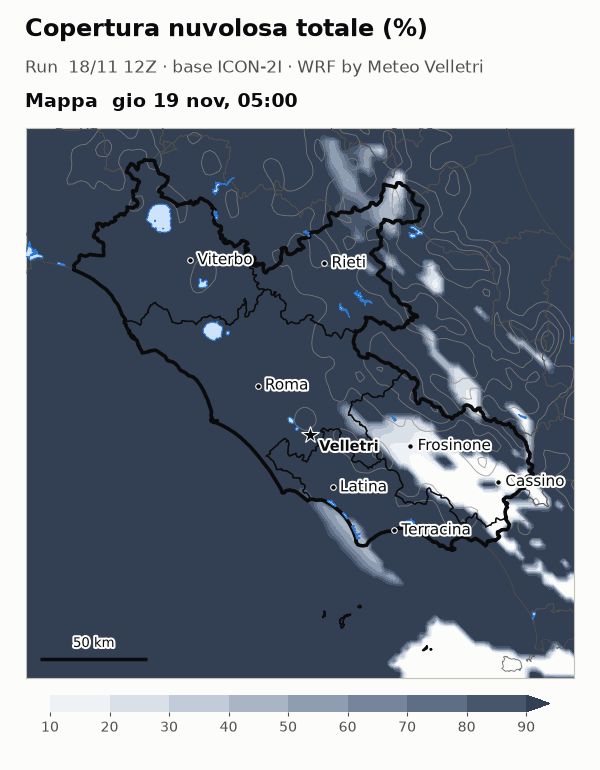 Copertura nuvolosa totale (%)
Run 18/11 12Z · base ICON-2I · WRF by Meteo Velletri
Mappa gio 19 nov, 05:00
Viterbo
Rieti
Roma
Velletri
Frosinone
Cassino
Latina
Terracina
50 km
10 20 30 40 50 60 70 80 90